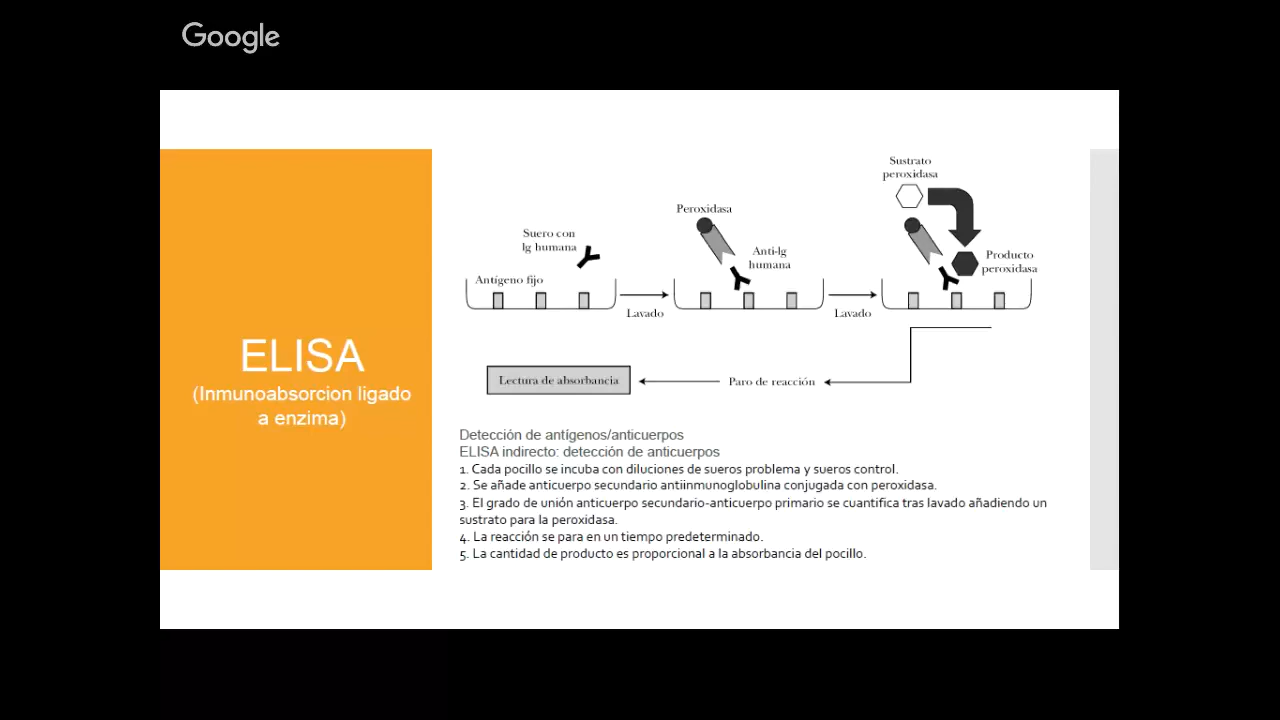 Google
ELISA
(Inmunoabsorcion ligado
a enzima)
Suero con
Ig humana
Antígeno fijo
Lavado
Peroxidasa
Anti-Ig
humana
Lavado
Sustrato
peroxidasa
Producto
peroxidasa
Lectura de absorbancia
Paro de reacción
Detección de antígenos/anticuerpos
ELISA indirecto: detección de anticuerpos
1. Cada pocillo se incuba con diluciones de sueros problema y sueros control.
2. Se añade anticuerpo secundario antiinmunoglobulina conjugada con peroxidasa.
3. El grado de unión anticuerpo secundario-anticuerpo primario se cuantifica tras lavado añadiendo un
sustrato para la peroxidasa.
4. La reacción se para en un tiempo predeterminado.
5. La cantidad de producto es proporcional a la absorbancia del pocillo.